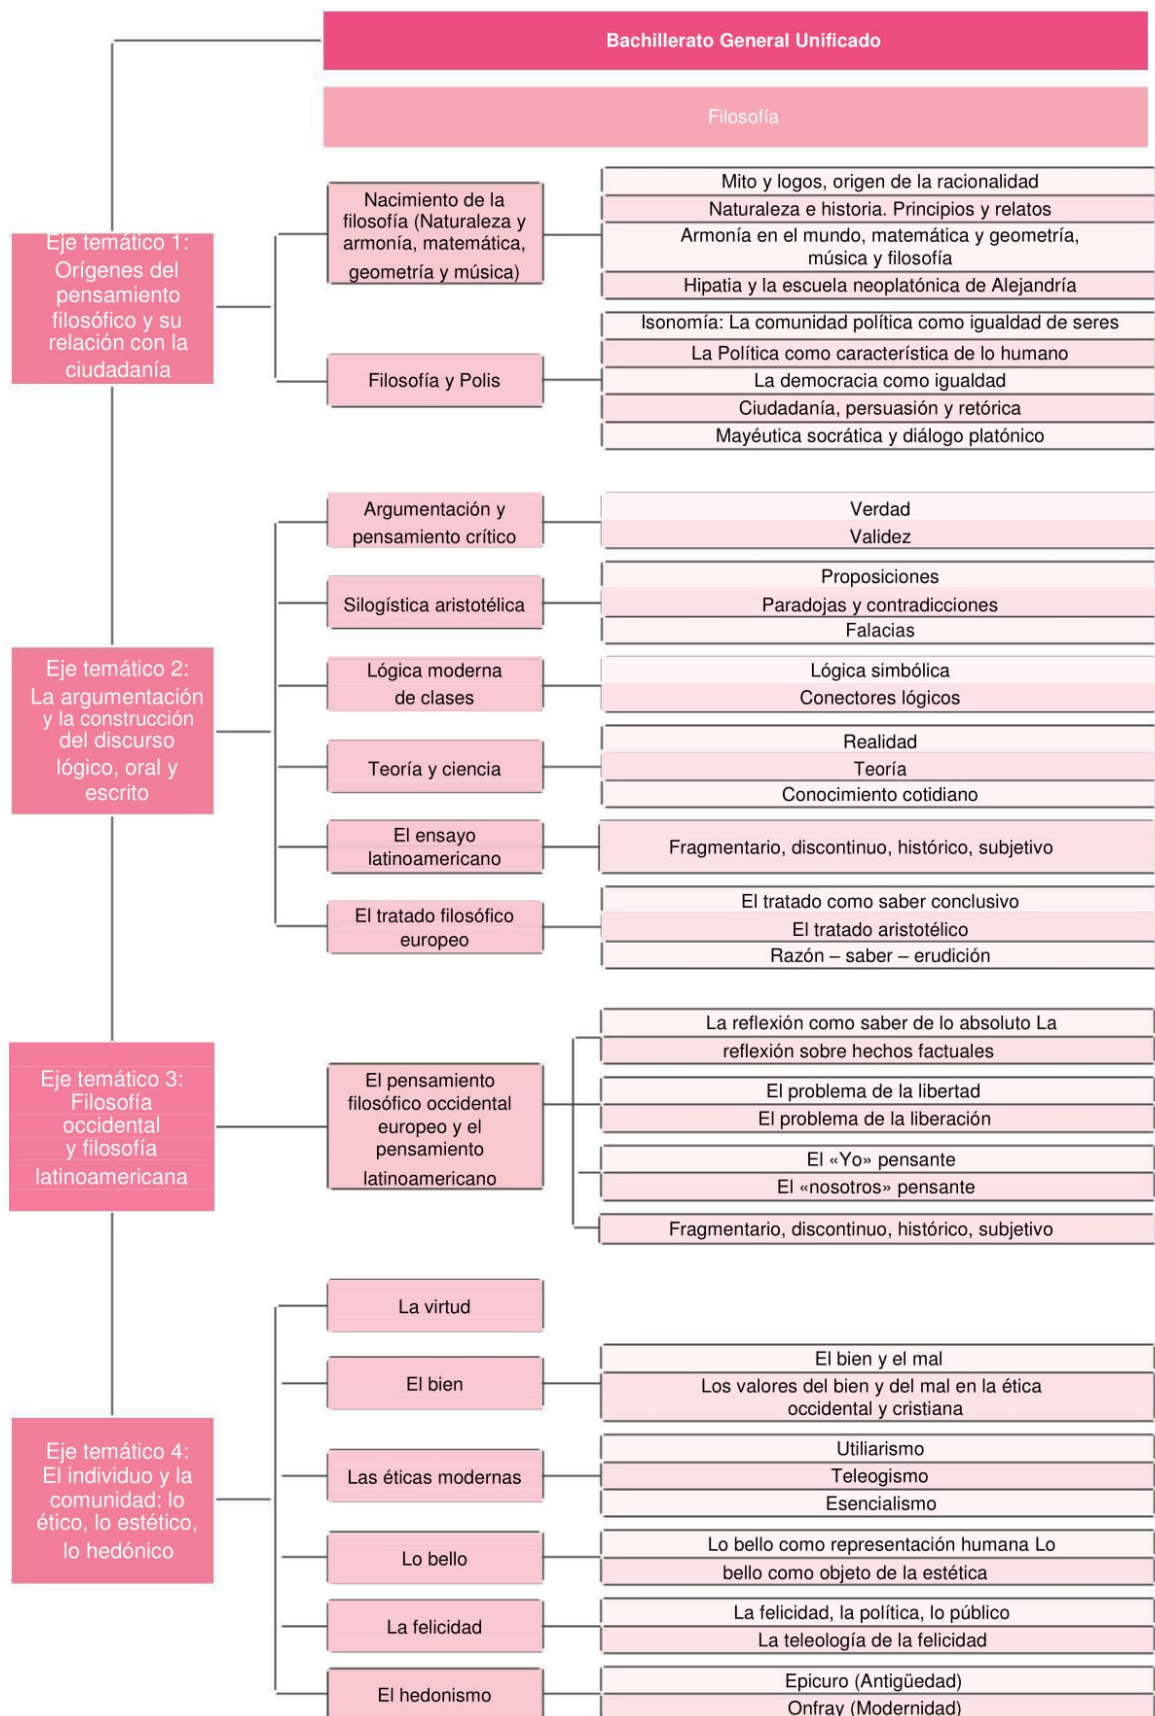 Bachillerato General Unificado
Filosofía
Eje temático 1:
Orígenes del
pensamiento
filosófico y su
relación con la
ciudadanía
Nacimiento de la
filosofía (Naturaleza y
armonía, matemática,
geometría y música)
Mito y logos, origen de la racionalidad
Naturaleza e historia. Principios y relatos
Armonía en el mundo, matemática y geometría,
música y filosofía
Hipatia y la escuela neoplatónica de Alejandría
Filosofía y Polis
Isonomía: La comunidad política como igualdad de seres
La Política como característica de lo humano
La democracia como igualdad
Ciudadanía, persuasión y retórica
Mayéutica socrática y diálogo platónico
Eje temático 2:
La argumentación
y la construcción
del discurso
lógico, oral y
escrito
Argumentación y
pensamiento crítico
Verdad
Validez
Silogística aristotélica
Proposiciones
Paradojas y contradicciones
Falacias
Lógica moderna
de clases
Lógica simbólica
Conectores lógicos
Teoría y ciencia
Realidad
Teoría
Conocimiento cotidiano
El ensayo
latinoamericano
Fragmentario, discontinuo, histórico, subjetivo
El tratado filosófico
europeo
El tratado como saber conclusivo
El tratado aristotélico
Razón – saber – erudición
Eje temático 3:
Filosofía
occidental
y filosofía
latinoamericana
El pensamiento
filosófico occidental
europeo y el
pensamiento
latinoamericano
La reflexión como saber de lo absoluto La
reflexión sobre hechos factuales
El problema de la libertad
El problema de la liberación
El «Yo» pensante
El «nosotros» pensante
Fragmentario, discontinuo, histórico, subjetivo
Eje temático 4:
El individuo y la
comunidad: lo
ético, lo estético,
lo hedónico
La virtud
El bien
El bien y el mal
Los valores del bien y del mal en la ética
occidental y cristiana
Las éticas modernas
Utiliarismo
Teleogismo
Esencialismo
Lo bello
Lo bello como representación humana Lo
bello como objeto de la estética
La felicidad
La felicidad, la política, lo público
La teleología de la felicidad
El hedonismo
Epicuro (Antigüedad)
Onfray (Modernidad)